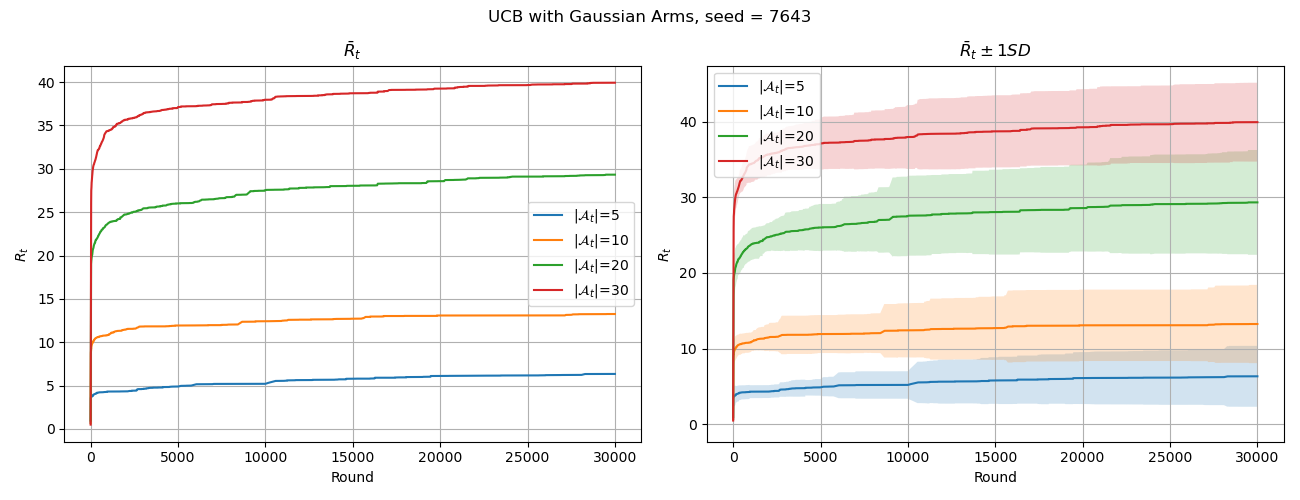 UCB with Gaussian Arms, seed = 7643
R̄ₜ
40
35
30
25
20
15
10
5
0
Rₜ
|𝒜ₜ|=5
|𝒜ₜ|=10
|𝒜ₜ|=20
|𝒜ₜ|=30
0 5000 10000 15000 20000 25000 30000
Round
R̄ₜ ± 1SD
|𝒜ₜ|=5
|𝒜ₜ|=10
|𝒜ₜ|=20
|𝒜ₜ|=30
40
30
20
10
0
Rₜ
0 5000 10000 15000 20000 25000 30000
Round